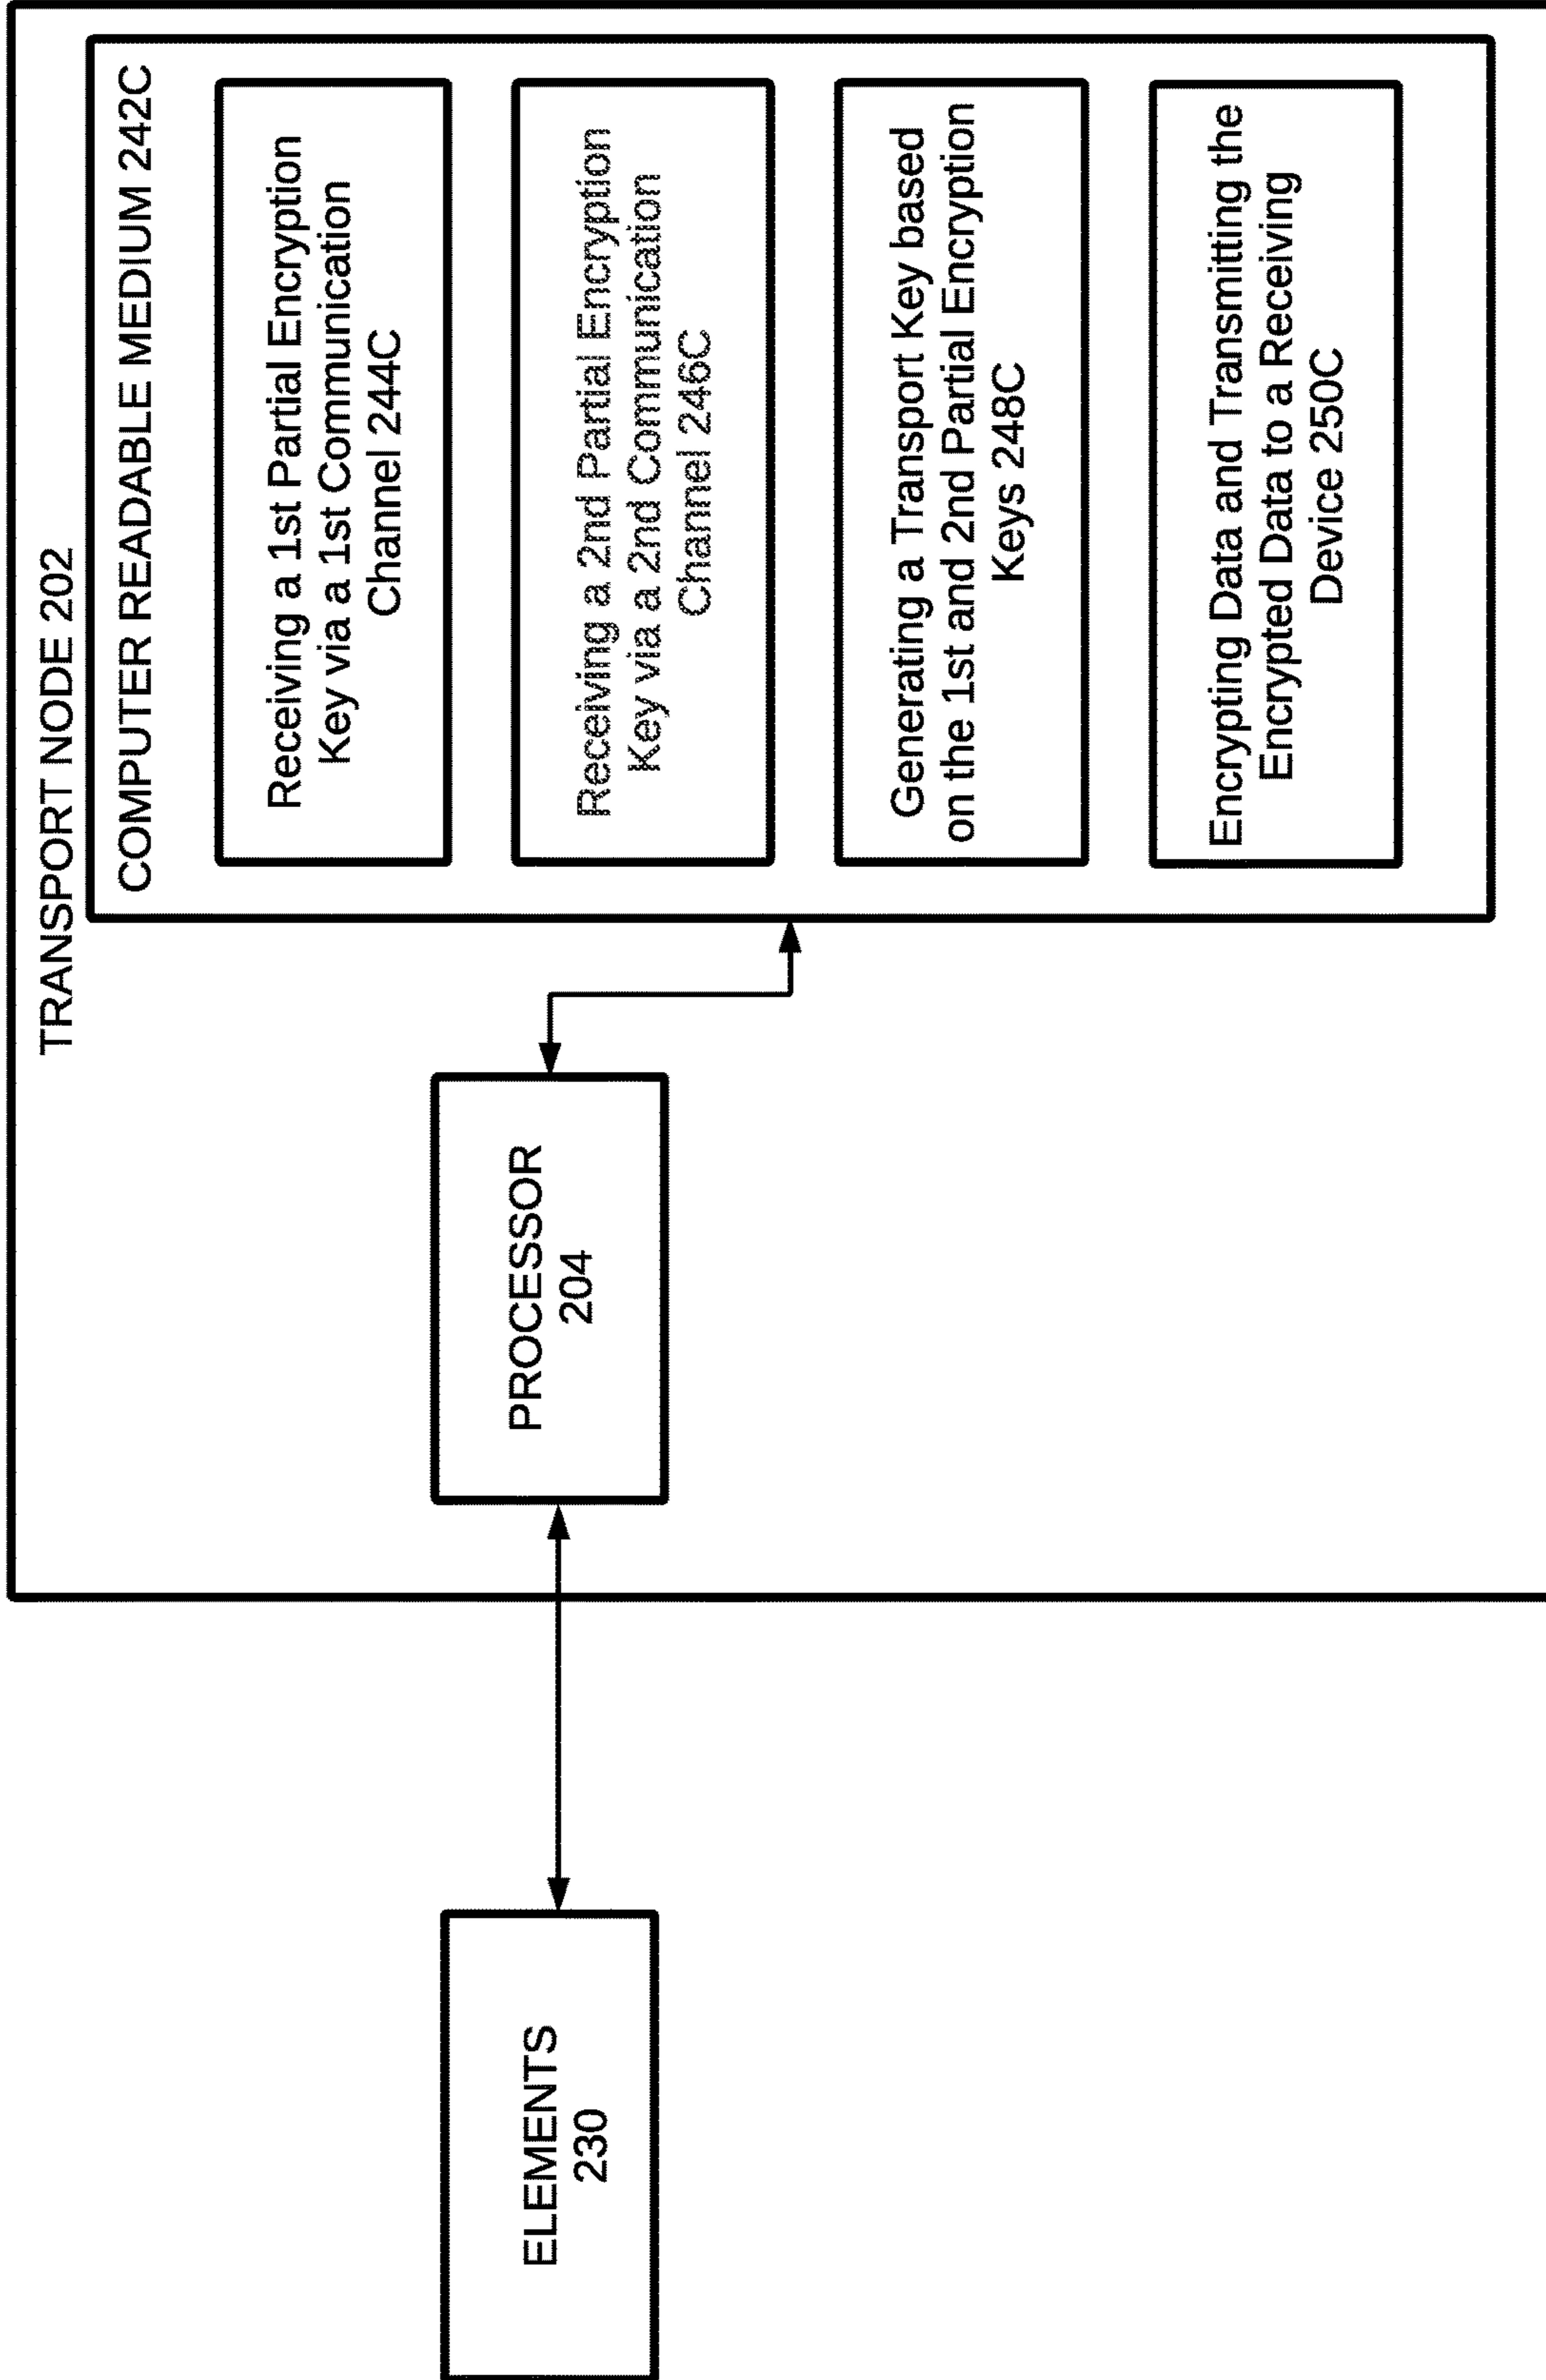 TRANSPORT NODE 202
COMPUTER READABLE MEDIUM 242C
Receiving a 1st Partial Encryption
Key via a 1st Communication
Channel 244C
Receiving a 2nd Partial Encryption
Key via a 2nd Communication
Channel 246C
Generating a Transport Key based
on the 1st and 2nd Partial Encryption
Keys 248C
Encrypting Data and Transmitting the
Encrypted Data to a Receiving
Device 250C
PROCESSOR
204
ELEMENTS
230